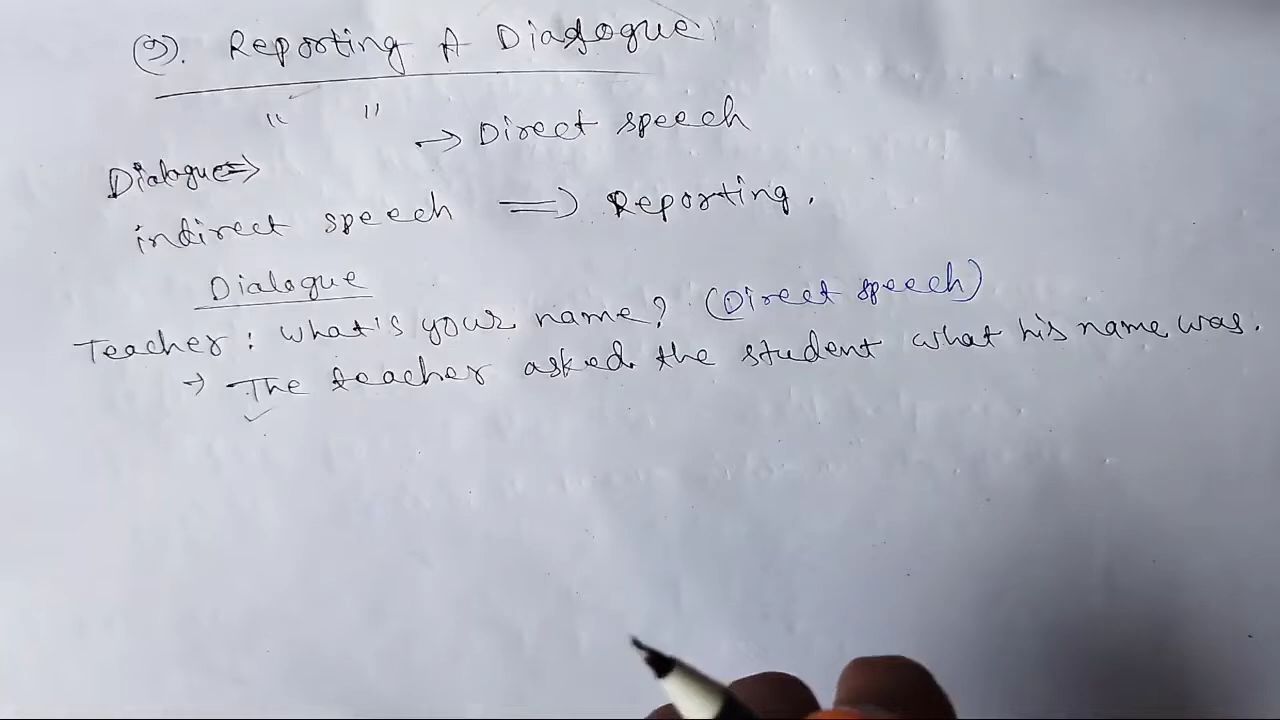 (9). Reporting A Dialogue:
" "
→ Direct speech
Dialogue ⇒
indirect speech ⇒ Reporting.
Dialogue
Teacher: What's your name? (Direct speech)
→ The teacher asked the student what his name was.